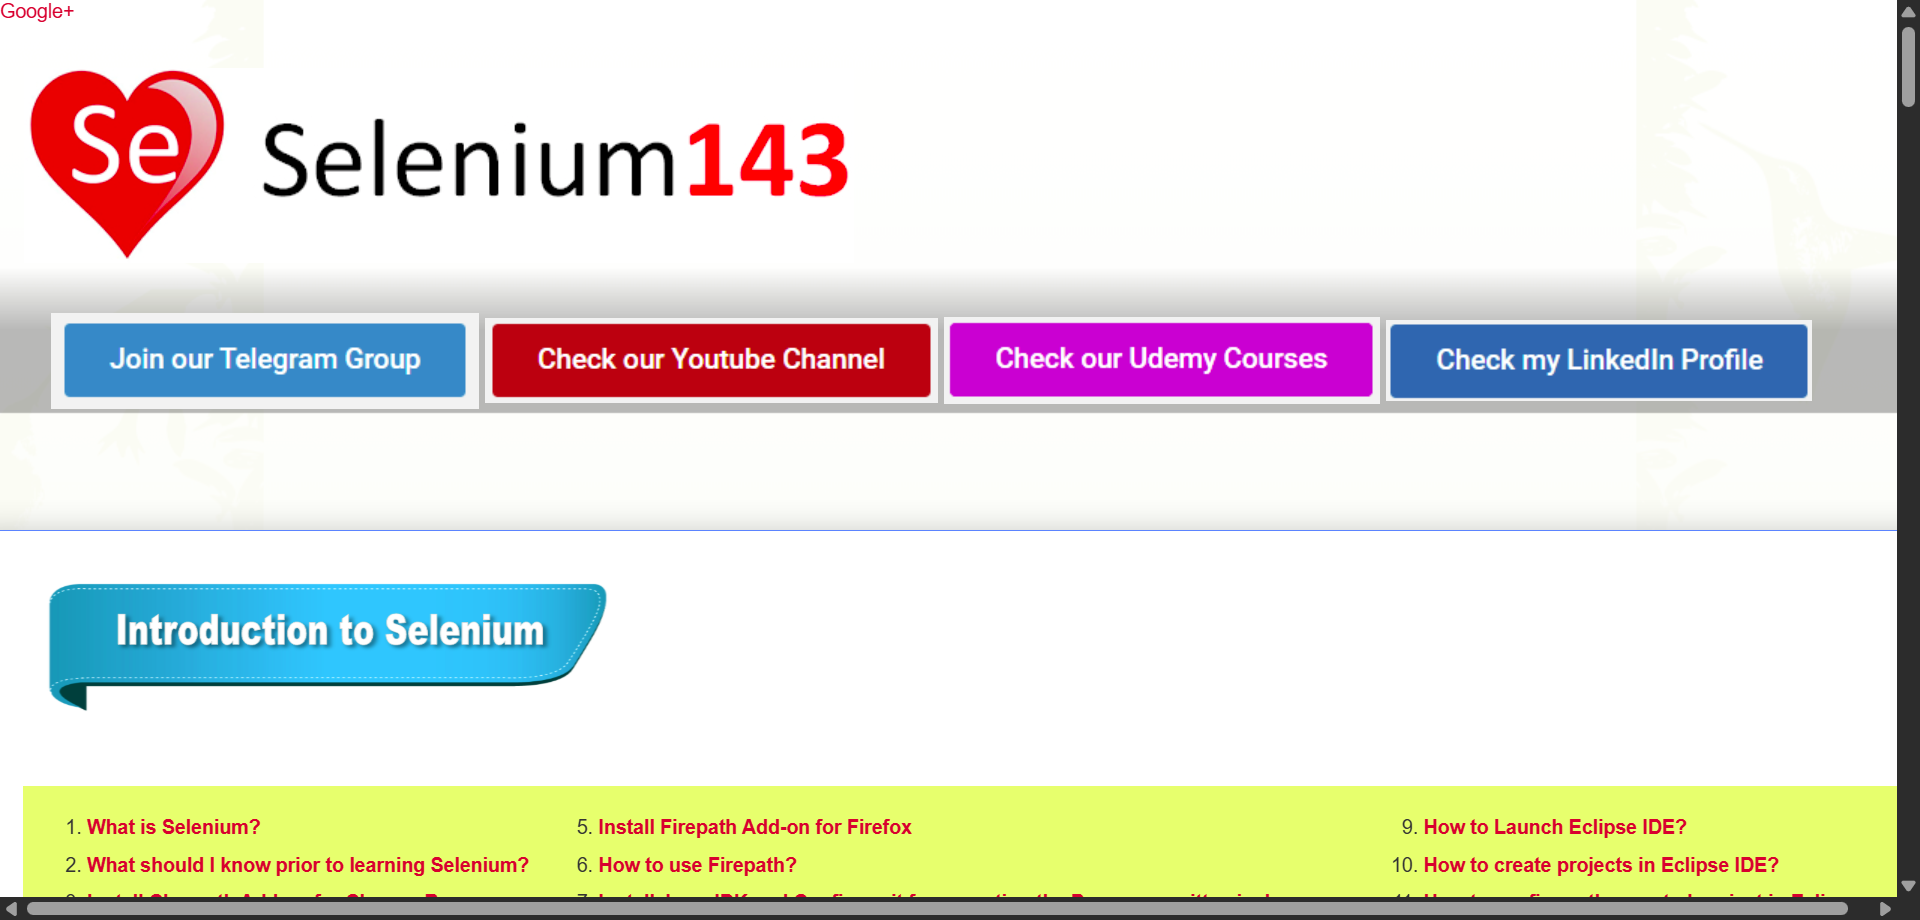 Google+
Se Selenium143
Join our Telegram Group
Check our Youtube Channel
Check our Udemy Courses
Check my LinkedIn Profile
Introduction to Selenium
1. What is Selenium?
2. What should I know prior to learning Selenium?
5. Install Firepath Add-on for Firefox
6. How to use Firepath?
9. How to Launch Eclipse IDE?
10. How to create projects in Eclipse IDE?